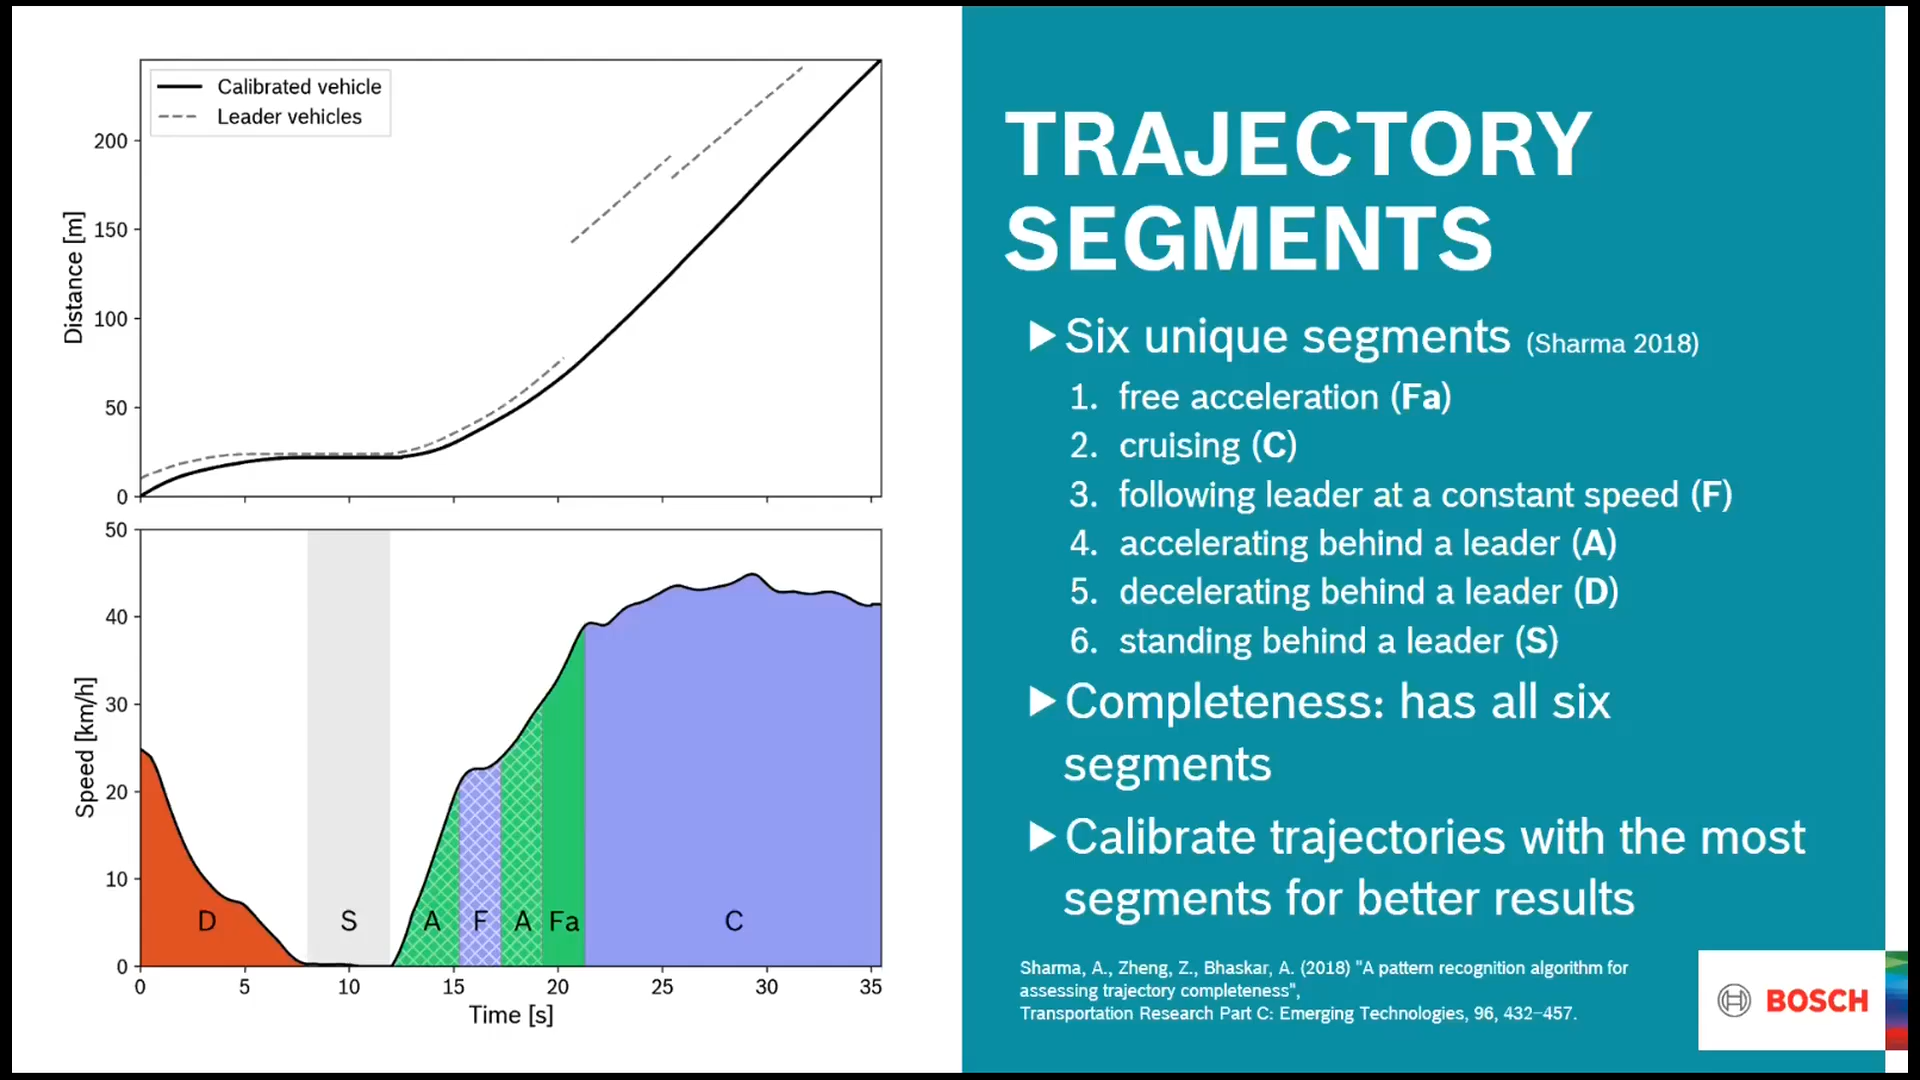 Calibrated vehicle
Leader vehicles
Distance [m]
200
150
100
50
0
Speed [km/h]
50
40
30
20
10
0
D
S
A
F
A
Fa
C
0
5
10
15
20
25
30
35
Time [s]
TRAJECTORY
SEGMENTS
▶ Six unique segments (Sharma 2018)
1. free acceleration (Fa)
2. cruising (C)
3. following leader at a constant speed (F)
4. accelerating behind a leader (A)
5. decelerating behind a leader (D)
6. standing behind a leader (S)
▶ Completeness: has all six
segments
▶ Calibrate trajectories with the most
segments for better results
Sharma, A., Zheng, Z., Bhaskar, A. (2018) "A pattern recognition algorithm for
assessing trajectory completeness",
Transportation Research Part C: Emerging Technologies, 96, 432–457.
BOSCH